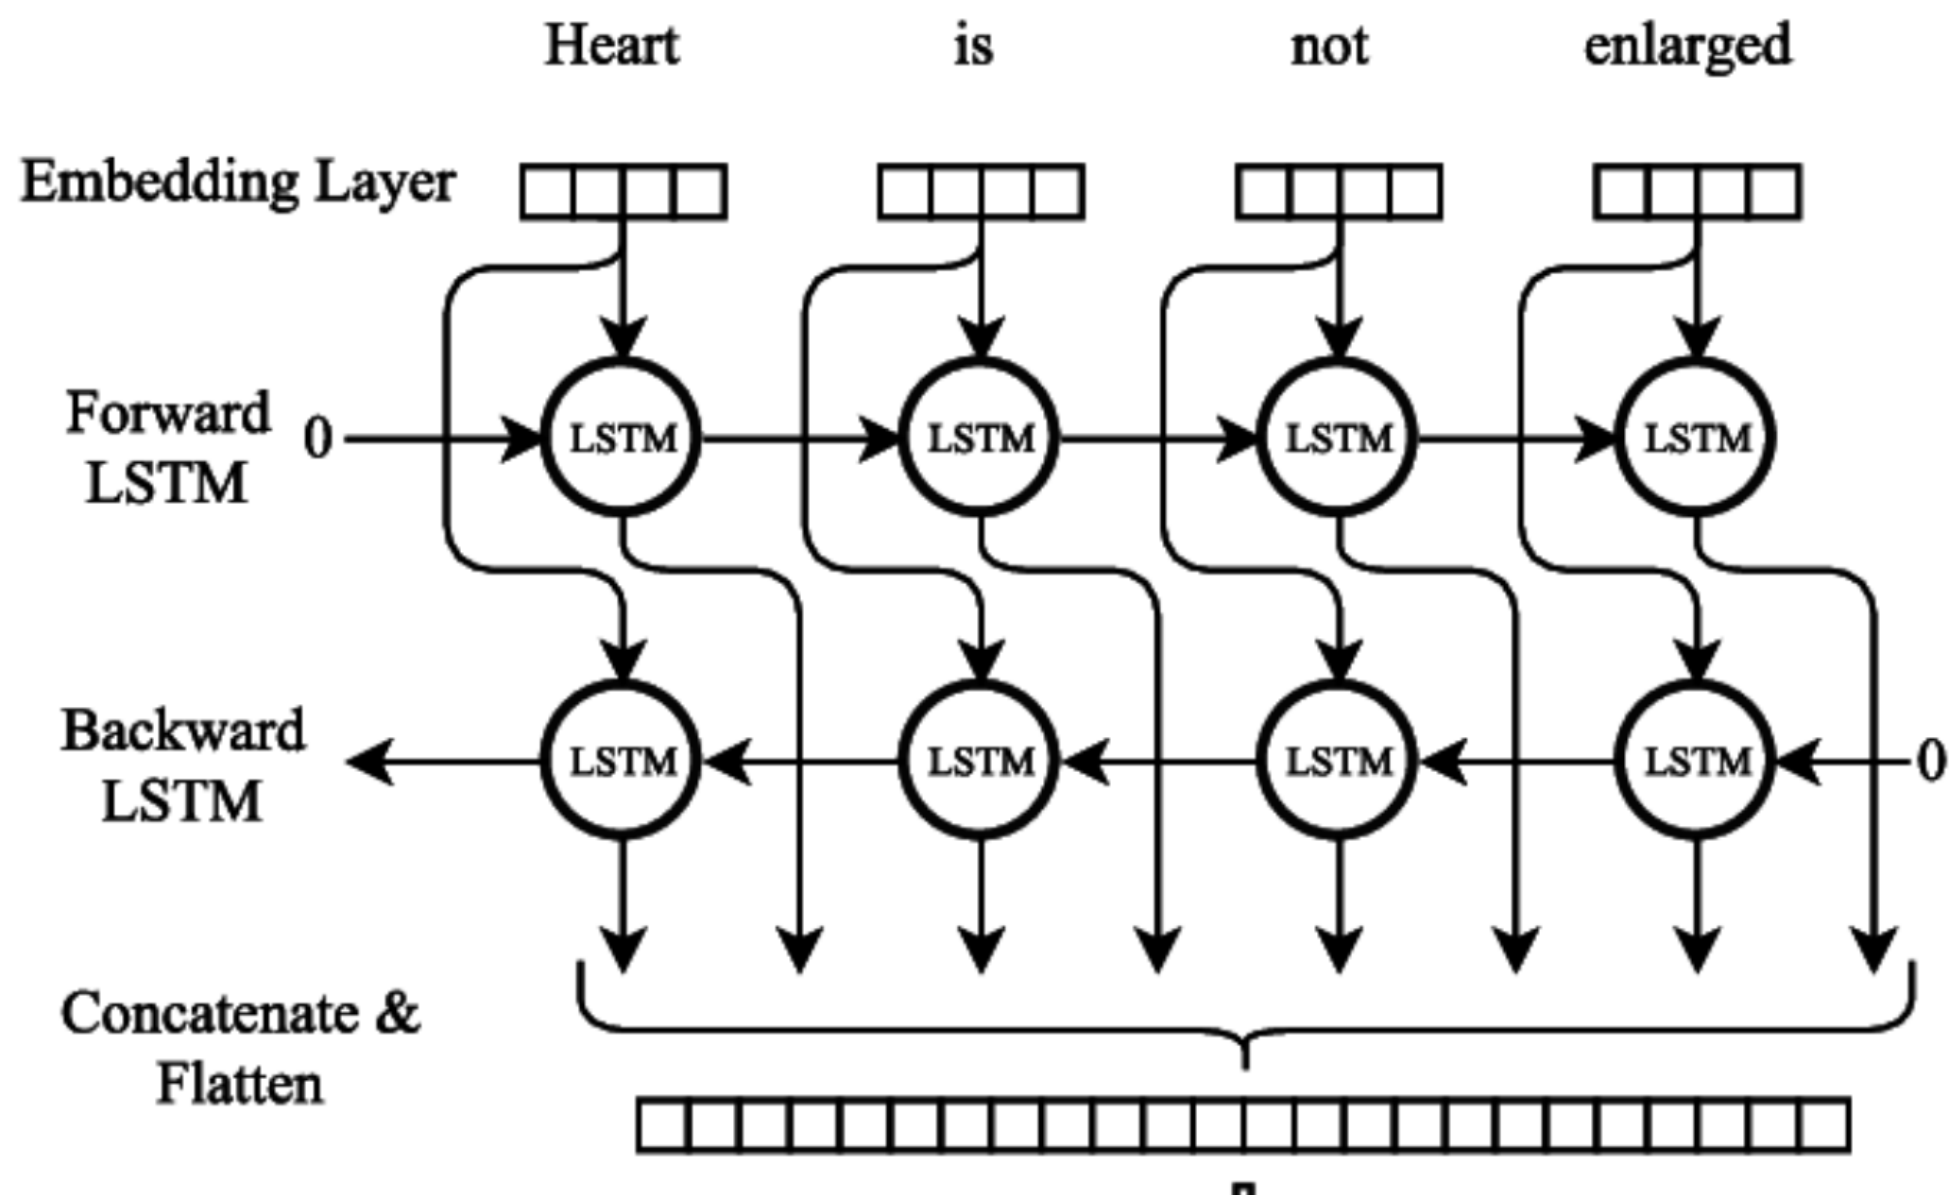 Heart is not enlarged
Embedding Layer
Forward
LSTM
0 LSTM LSTM LSTM LSTM
Backward
LSTM
LSTM LSTM LSTM LSTM 0
Concatenate &
Flatten